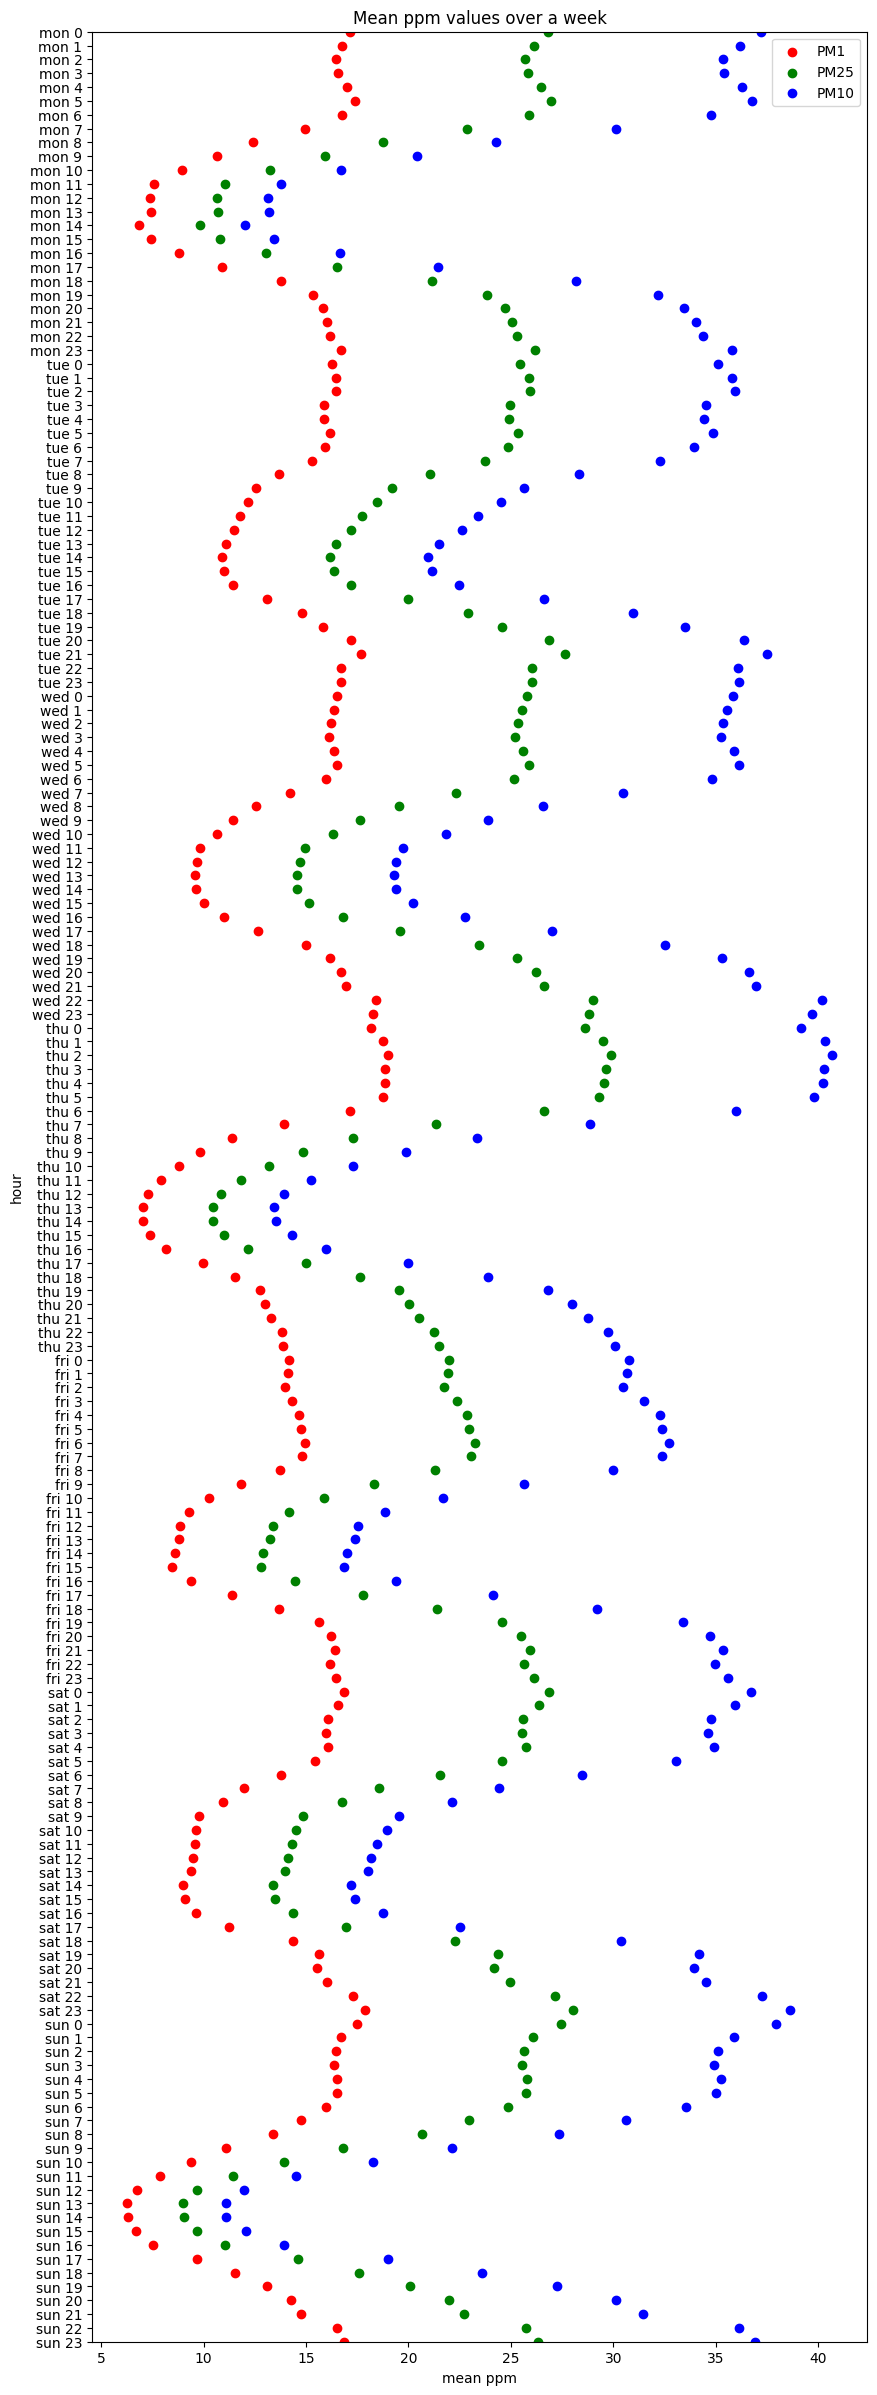 Mean ppm values over a week
PM1
PM25
PM10
mon 0
mon 1
mon 2
mon 3
mon 4
mon 5
mon 6
mon 7
mon 8
mon 9
mon 10
mon 11
mon 12
mon 13
mon 14
mon 15
mon 16
mon 17
mon 18
mon 19
mon 20
mon 21
mon 22
mon 23
tue 0
tue 1
tue 2
tue 3
tue 4
tue 5
tue 6
tue 7
tue 8
tue 9
tue 10
tue 11
tue 12
tue 13
tue 14
tue 15
tue 16
tue 17
tue 18
tue 19
tue 20
tue 21
tue 22
tue 23
wed 0
wed 1
wed 2
wed 3
wed 4
wed 5
wed 6
wed 7
wed 8
wed 9
wed 10
wed 11
wed 12
wed 13
wed 14
wed 15
wed 16
wed 17
wed 18
wed 19
wed 20
wed 21
wed 22
wed 23
thu 0
thu 1
thu 2
thu 3
thu 4
thu 5
thu 6
thu 7
thu 8
thu 9
thu 10
thu 11
thu 12
thu 13
thu 14
thu 15
thu 16
thu 17
thu 18
thu 19
thu 20
thu 21
thu 22
thu 23
fri 0
fri 1
fri 2
fri 3
fri 4
fri 5
fri 6
fri 7
fri 8
fri 9
fri 10
fri 11
fri 12
fri 13
fri 14
fri 15
fri 16
fri 17
fri 18
fri 19
fri 20
fri 21
fri 22
fri 23
sat 0
sat 1
sat 2
sat 3
sat 4
sat 5
sat 6
sat 7
sat 8
sat 9
sat 10
sat 11
sat 12
sat 13
sat 14
sat 15
sat 16
sat 17
sat 18
sat 19
sat 20
sat 21
sat 22
sat 23
sun 0
sun 1
sun 2
sun 3
sun 4
sun 5
sun 6
sun 7
sun 8
sun 9
sun 10
sun 11
sun 12
sun 13
sun 14
sun 15
sun 16
sun 17
sun 18
sun 19
sun 20
sun 21
sun 22
sun 23
hour
5 10 15 20 25 30 35 40
mean ppm